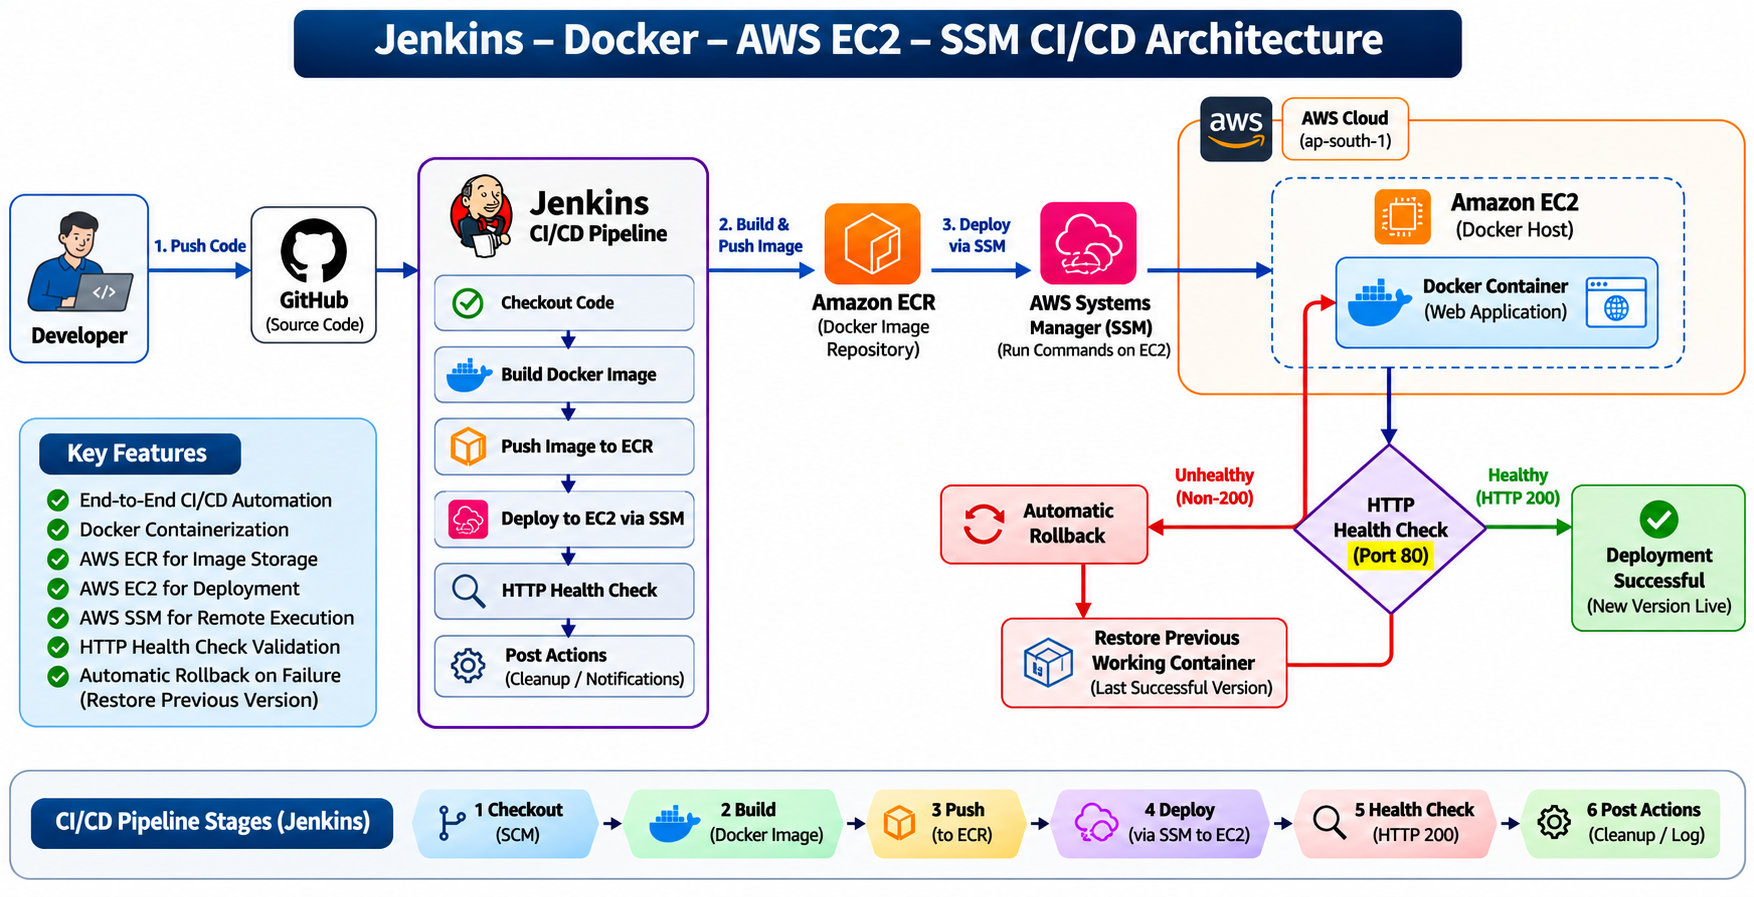 Jenkins – Docker – AWS EC2 – SSM CI/CD Architecture
aws
AWS Cloud
(ap-south-1)
Developer
1. Push Code
GitHub
(Source Code)
Jenkins
CI/CD Pipeline
Checkout Code
Build Docker Image
Push Image to ECR
Deploy to EC2 via SSM
HTTP Health Check
Post Actions
(Cleanup / Notifications)
2. Build &
Push Image
Amazon ECR
(Docker Image
Repository)
3. Deploy
via SSM
AWS Systems
Manager (SSM)
(Run Commands on EC2)
Amazon EC2
(Docker Host)
Docker Container
(Web Application)
Key Features
End-to-End CI/CD Automation
Docker Containerization
AWS ECR for Image Storage
AWS EC2 for Deployment
AWS SSM for Remote Execution
HTTP Health Check Validation
Automatic Rollback on Failure
(Restore Previous Version)
HTTP
Health Check
(Port 80)
Unhealthy
(Non-200)
Healthy
(HTTP 200)
Automatic
Rollback
Restore Previous
Working Container
(Last Successful Version)
Deployment
Successful
(New Version Live)
CI/CD Pipeline Stages (Jenkins)
1 Checkout
(SCM)
2 Build
(Docker Image)
3 Push
(to ECR)
4 Deploy
(via SSM to EC2)
5 Health Check
(HTTP 200)
6 Post Actions
(Cleanup / Log)